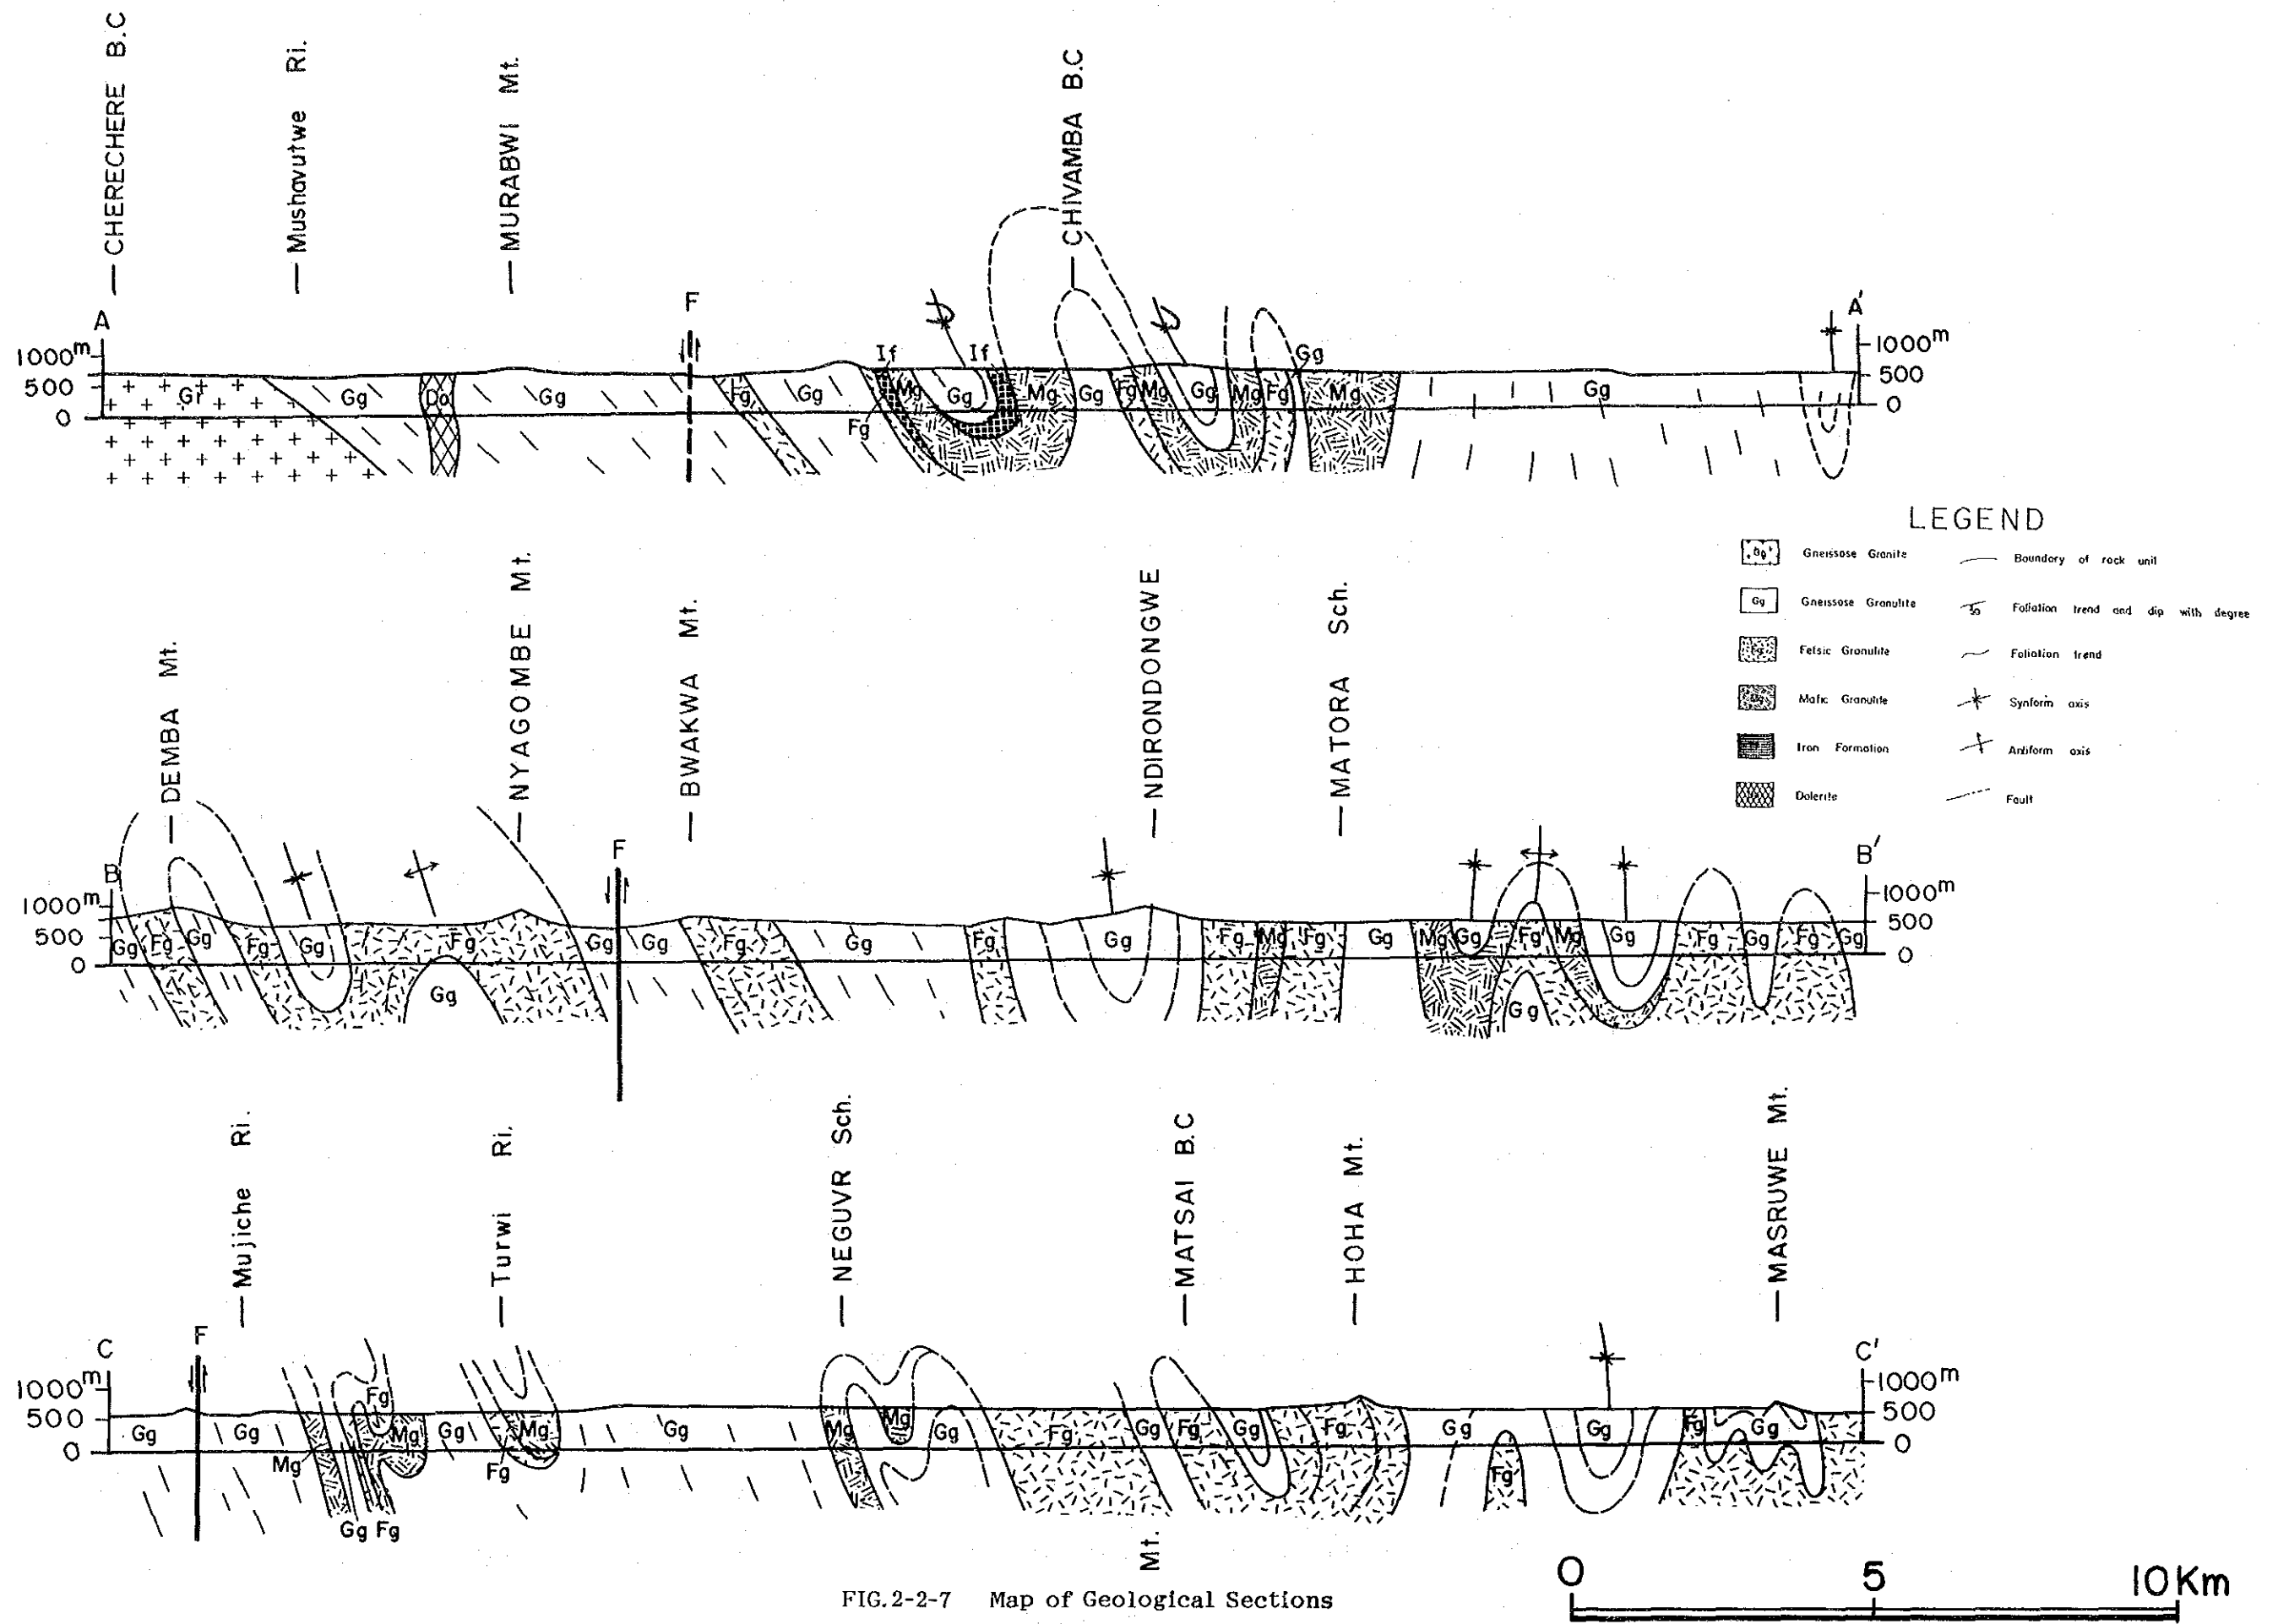 CHERECHERE B.C
Mushavutwe Ri.
MURABWI Mt.
CHIVAMBA B.C
A
F
A'
1000m
500
0
Gr
Gg
Do
Gg
Fg
Gg
Fg
If
Mg
Gg
If
Mg
Gg
Fg
Mg
Gg
Mg
Fg
Gg
Mg
Gg
1000m
500
0
LEGEND
Gneissose Granite
Gg
Gneissose Granulite
Felsic Granulite
Mafic Granulite
Iron Formation
Dolerite
Boundary of rock unit
Foliation trend and dip with degree
Foliation trend
Synform axis
Antiform axis
Fault
DEMBA Mt.
NYAGOMBE Mt.
BWAKWA Mt.
NDIRONDONGWE
MATORA Sch.
B
F
B'
1000m
500
0
Gg
Fg
Gg
Fg
Gg
Fg
Gg
Gg
Gg
Fg
Gg
Fg
Gg
Fg
Mg
Fg
Gg
Mg
Gg
Fg
Gg
Mg
Gg
Fg
Gg
Fg
Gg
1000m
500
0
Mujiche Ri.
Turwi Ri.
NEGUVR Sch.
MATSAI B.C
HOHA Mt.
MASRUWE Mt.
C
F
C'
1000m
500
0
Gg
Gg
Mg
Gg
Fg
Fg
Mg
Gg
Fg
Mg
Gg
Mg
Mg
Gg
Fg
Gg
Fg
Gg
Fg
Gg
Fg
Gg
Fg
Gg
1000m
500
0
Mt.
0 5 10Km
FIG.2-2-7 Map of Geological Sections